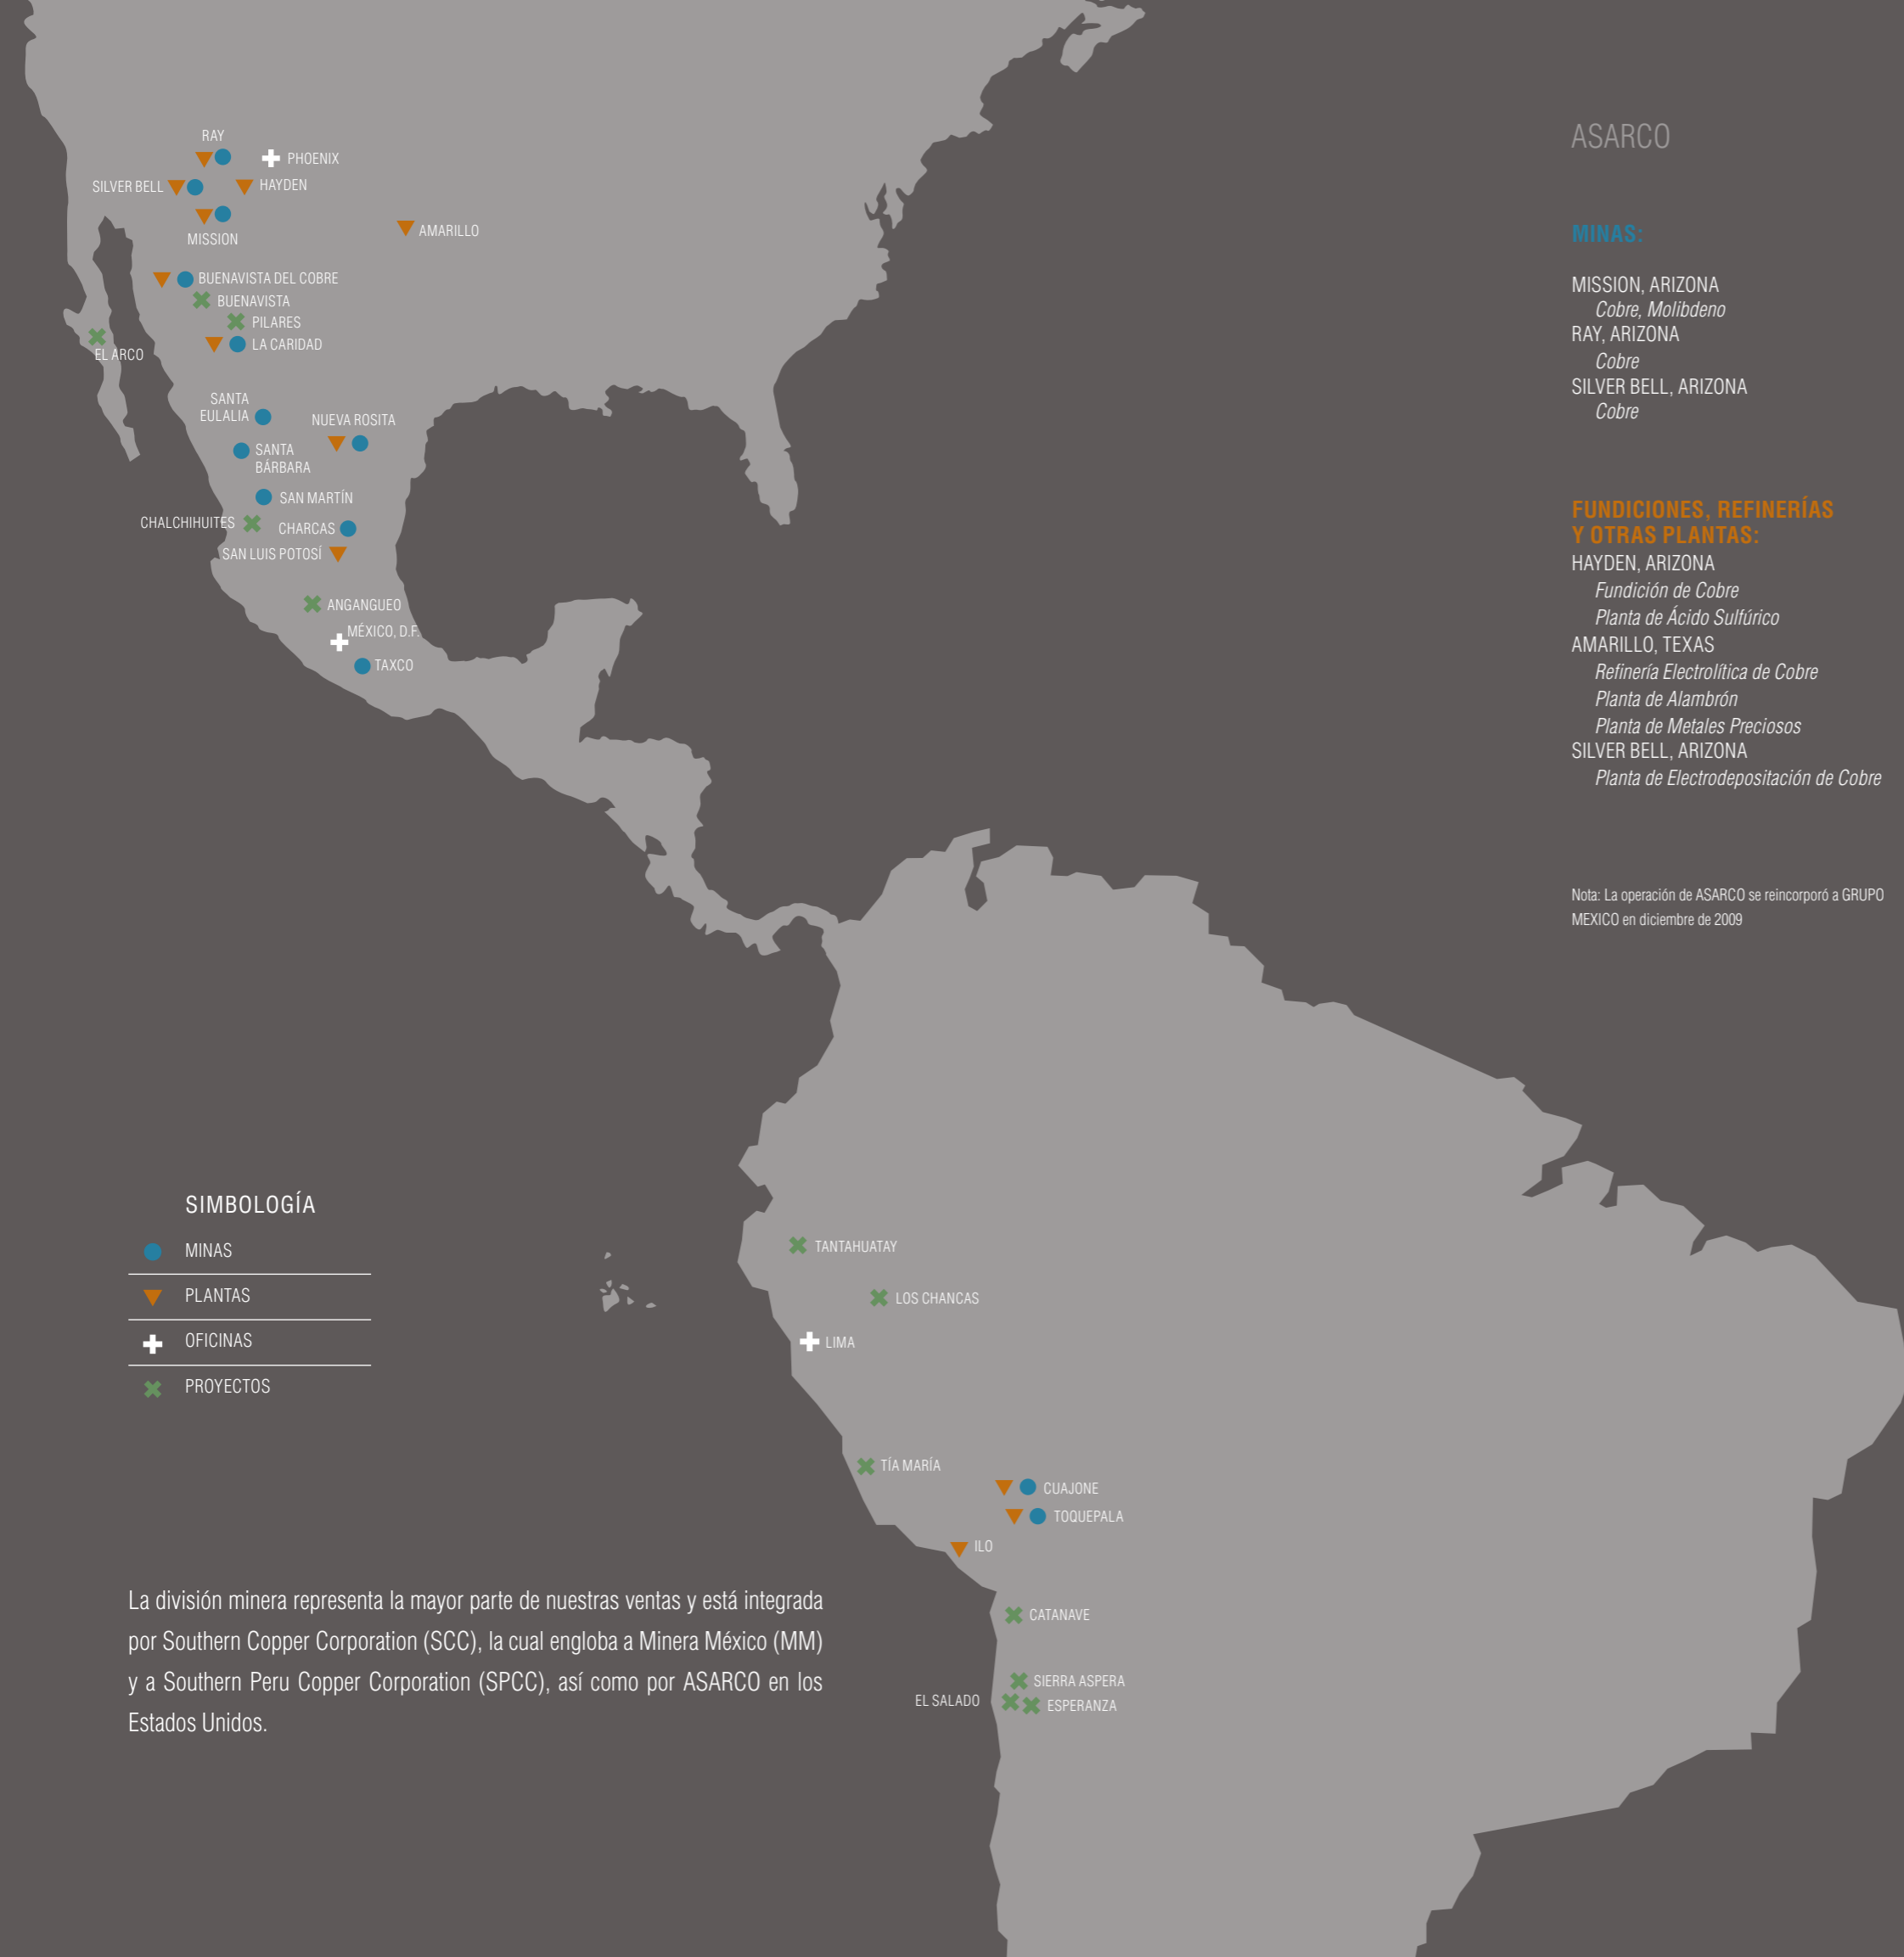 RAY
PHOENIX
SILVER BELL
HAYDEN
MISSION
AMARILLO
BUENAVISTA DEL COBRE
BUENAVISTA
PILARES
LA CARIDAD
EL ARCO
SANTA
EULALIA
NUEVA ROSITA
SANTA
BÁRBARA
SAN MARTÍN
CHALCHIHUITES
CHARCAS
SAN LUIS POTOSÍ
ANGANGUEO
MÉXICO, D.F.
TAXCO
ASARCO
MINAS:
MISSION, ARIZONA
Cobre, Molibdeno
RAY, ARIZONA
Cobre
SILVER BELL, ARIZONA
Cobre
FUNDICIONES, REFINERÍAS
Y OTRAS PLANTAS:
HAYDEN, ARIZONA
Fundición de Cobre
Planta de Ácido Sulfúrico
AMARILLO, TEXAS
Refinería Electrolítica de Cobre
Planta de Alambrón
Planta de Metales Preciosos
SILVER BELL, ARIZONA
Planta de Electrodepositación de Cobre
Nota: La operación de ASARCO se reincorporó a GRUPO
MEXICO en diciembre de 2009
SIMBOLOGÍA
MINAS
PLANTAS
OFICINAS
PROYECTOS
TANTAHUATAY
LOS CHANCAS
LIMA
TÍA MARÍA
CUAJONE
TOQUEPALA
ILO
CATANAVE
SIERRA ASPERA
EL SALADO
ESPERANZA
La división minera representa la mayor parte de nuestras ventas y está integrada
por Southern Copper Corporation (SCC), la cual engloba a Minera México (MM)
y a Southern Peru Copper Corporation (SPCC), así como por ASARCO en los
Estados Unidos.